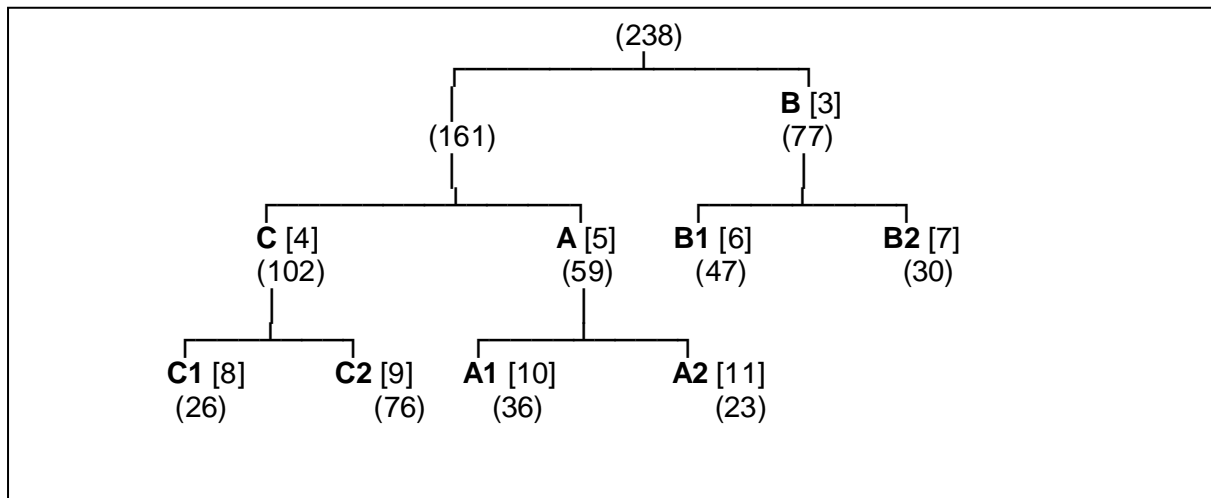 (238)
B [3]
(161) (77)
C [4] A [5] B1 [6] B2 [7]
(102) (59) (47) (30)
C1 [8] C2 [9] A1 [10] A2 [11]
(26) (76) (36) (23)